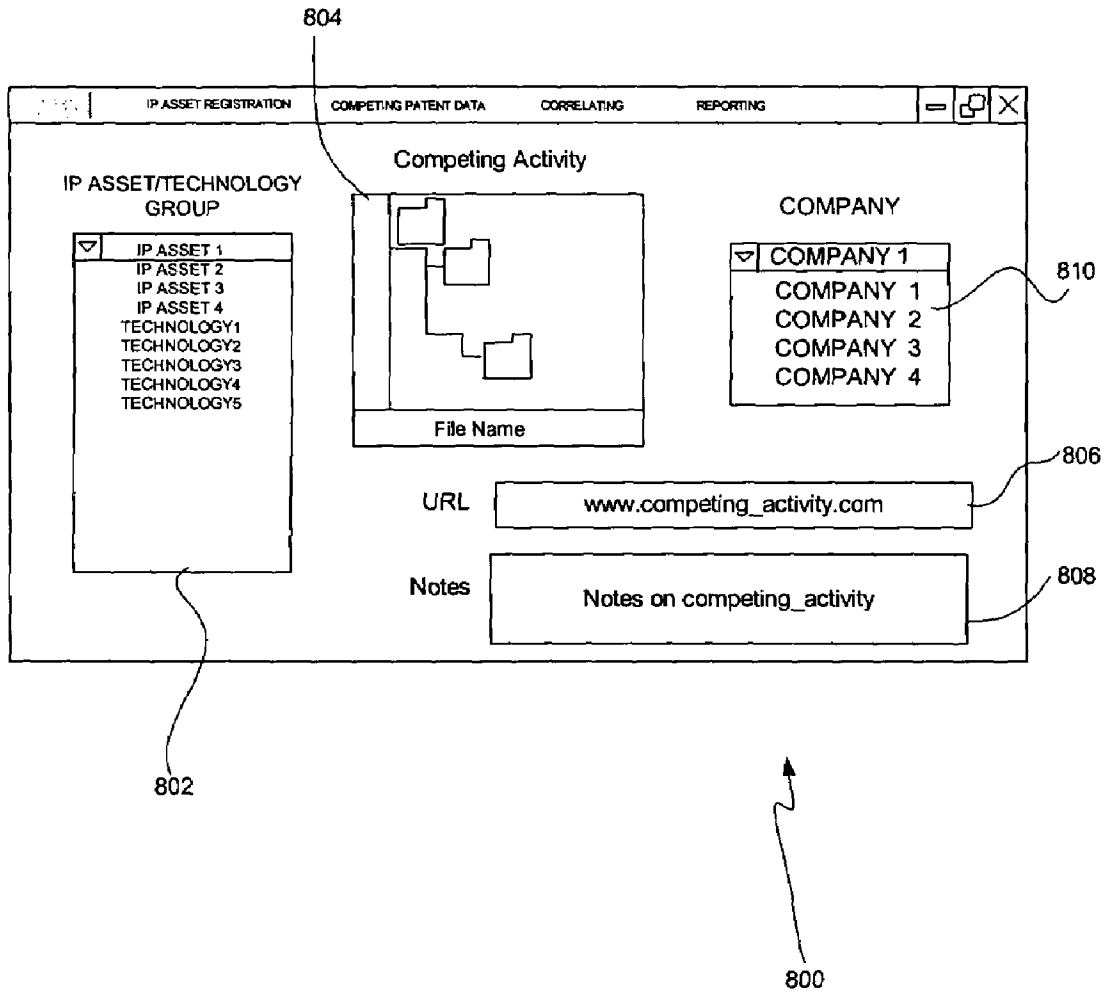 804
IP ASSET REGISTRATION COMPETING PATENT DATA CORRELATING REPORTING
Competing Activity
IP ASSET/TECHNOLOGY
GROUP
COMPANY
IP ASSET 1
IP ASSET 2
IP ASSET 3
IP ASSET 4
TECHNOLOGY1
TECHNOLOGY2
TECHNOLOGY3
TECHNOLOGY4
TECHNOLOGY5
COMPANY 1
COMPANY 1
COMPANY 2
COMPANY 3
COMPANY 4
810
File Name
806
URL www.competing_activity.com
808
Notes Notes on competing_activity
802
800